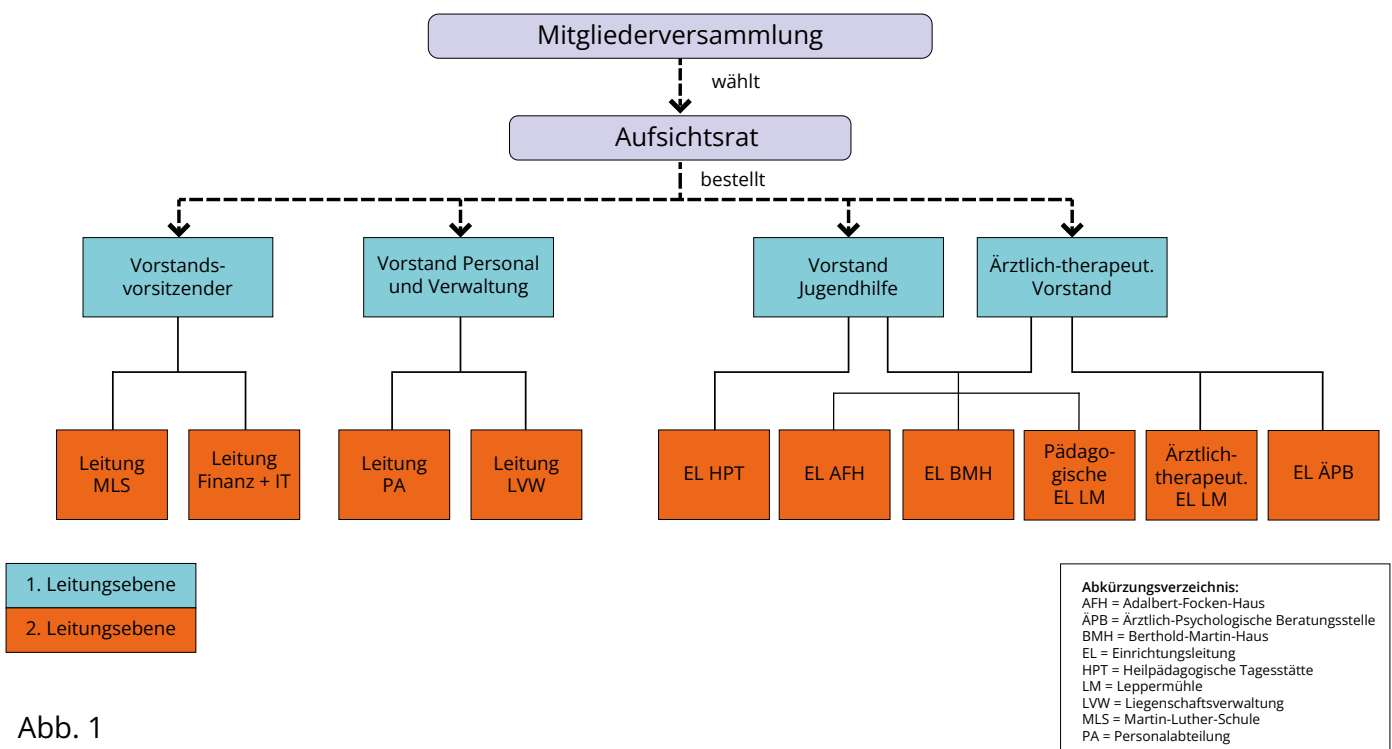 Mitgliederversammlung
wählt
Aufsichtsrat
bestellt
Vorstands-
vorsitzender
Vorstand Personal
und Verwaltung
Vorstand
Jugendhilfe
Ärztlich-therapeut.
Vorstand
Leitung
MLS
Leitung
Finanz + IT
Leitung
PA
Leitung
LVW
EL HPT
EL AFH
EL BMH
Pädago-
gische
EL LM
Ärztlich-
therapeut.
EL LM
EL ÄPB
1. Leitungsebene
2. Leitungsebene
Abkürzungsverzeichnis:
AFH = Adalbert-Focken-Haus
ÄPB = Ärztlich-Psychologische Beratungsstelle
BMH = Berthold-Martin-Haus
EL = Einrichtungsleitung
HPT = Heilpädagogische Tagesstätte
LM = Leppermühle
LVW = Liegenschaftsverwaltung
MLS = Martin-Luther-Schule
PA = Personalabteilung
Abb. 1